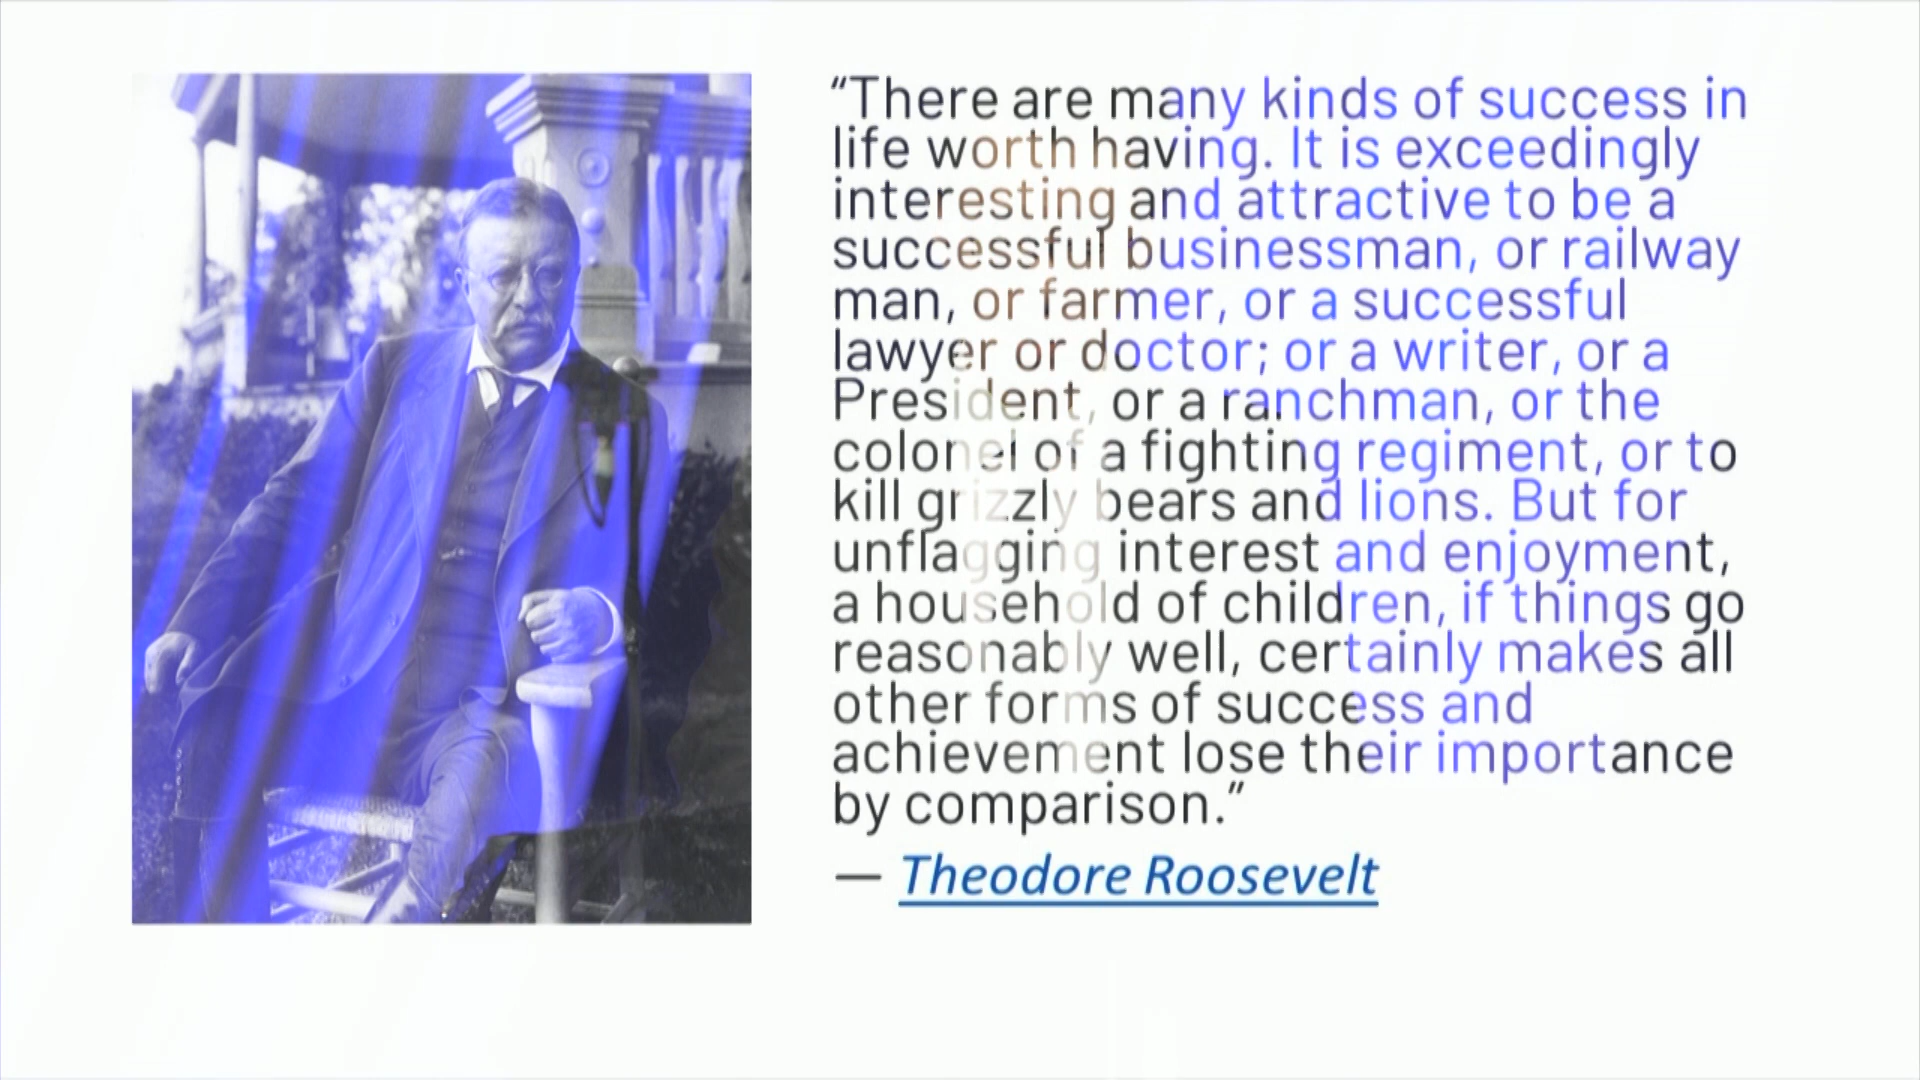 “There are many kinds of success in
life worth having. It is exceedingly
interesting and attractive to be a
successful businessman, or railway
man, or farmer, or a successful
lawyer or doctor; or a writer, or a
President, or a ranchman, or the
colonel of a fighting regiment, or to
kill grizzly bears and lions. But for
unflagging interest and enjoyment,
a household of children, if things go
reasonably well, certainly makes all
other forms of success and
achievement lose their importance
by comparison.”
— Theodore Roosevelt